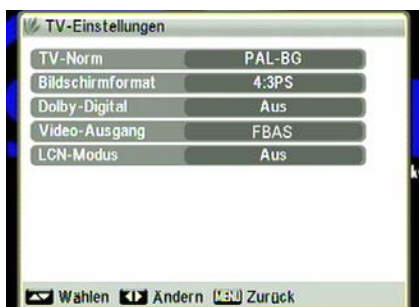 TV-Einstellungen
TV-Norm PAL-BG
Bildschirmformat 4:3PS
Dolby-Digital Aus
Video-Ausgang FBAS
LCN-Modus Aus
Wählen Ändern MENU Zurück